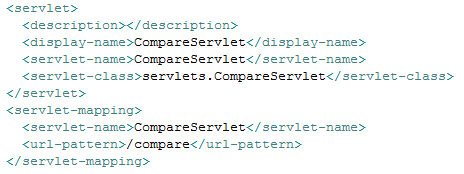 <servlet>
  <description></description>
  <display-name>CompareServlet</display-name>
  <servlet-name>CompareServlet</servlet-name>
  <servlet-class>servlets.CompareServlet</servlet-class>
</servlet>
<servlet-mapping>
  <servlet-name>CompareServlet</servlet-name>
  <url-pattern>/compare</url-pattern>
</servlet-mapping>